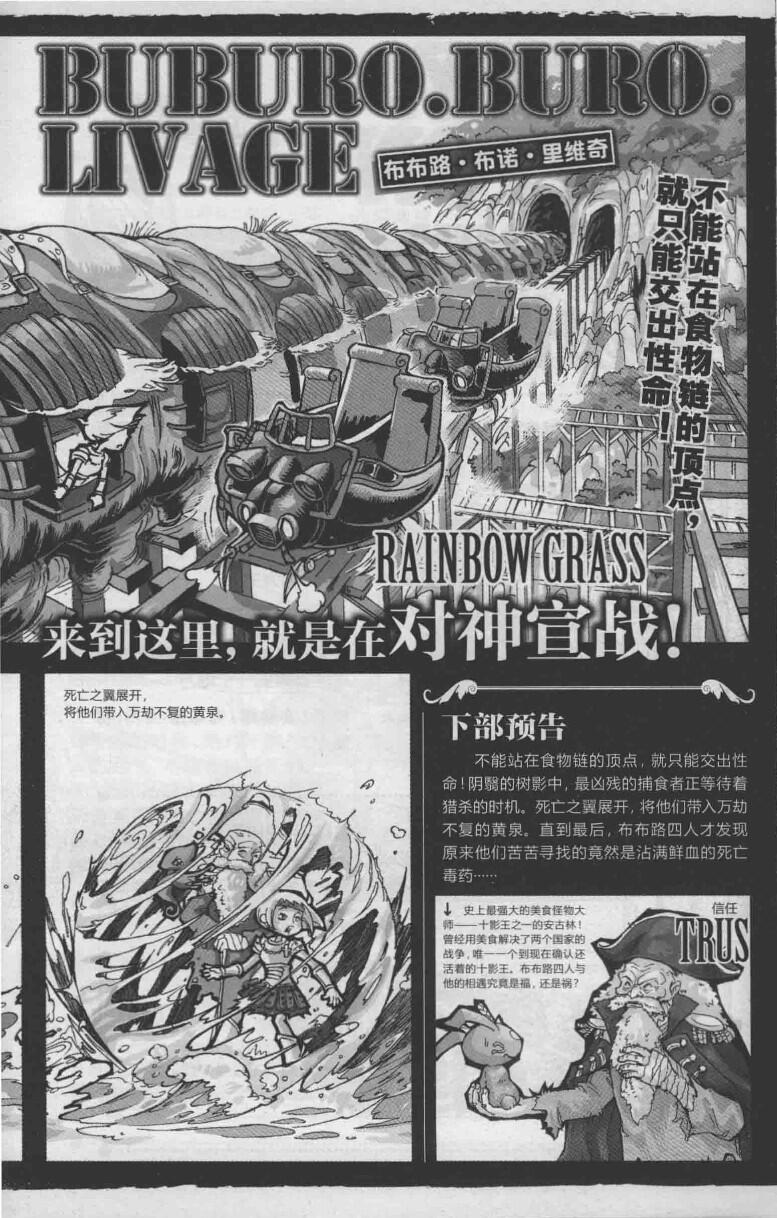 BUBURO.BURO.
LIVAGE
布布路·布诺·里维奇
不能站在食物链的顶点，
就只能交出性命！
RAINBOW GRASS
来到这里，就是在对神宣战！
死亡之翼展开，
将他们带入万劫不复的黄泉。
下部预告
不能站在食物链的顶点，就只能交出性
命！阴翳的树影中，最凶残的捕食者正等待着
猎杀的时机。死亡之翼展开，将他们带入万劫
不复的黄泉。直到最后，布布路四人才发现
原来他们苦苦寻找的竟然是沾满鲜血的死亡
毒药……
↓ 史上最强大的美食怪物大
师——十影王之一的安古林！
曾经用美食解决了两个国家的
战争，唯一一个到现在确认还
活着的十影王。布布路四人与
他的相遇究竟是福，还是祸？
信任
TRUS